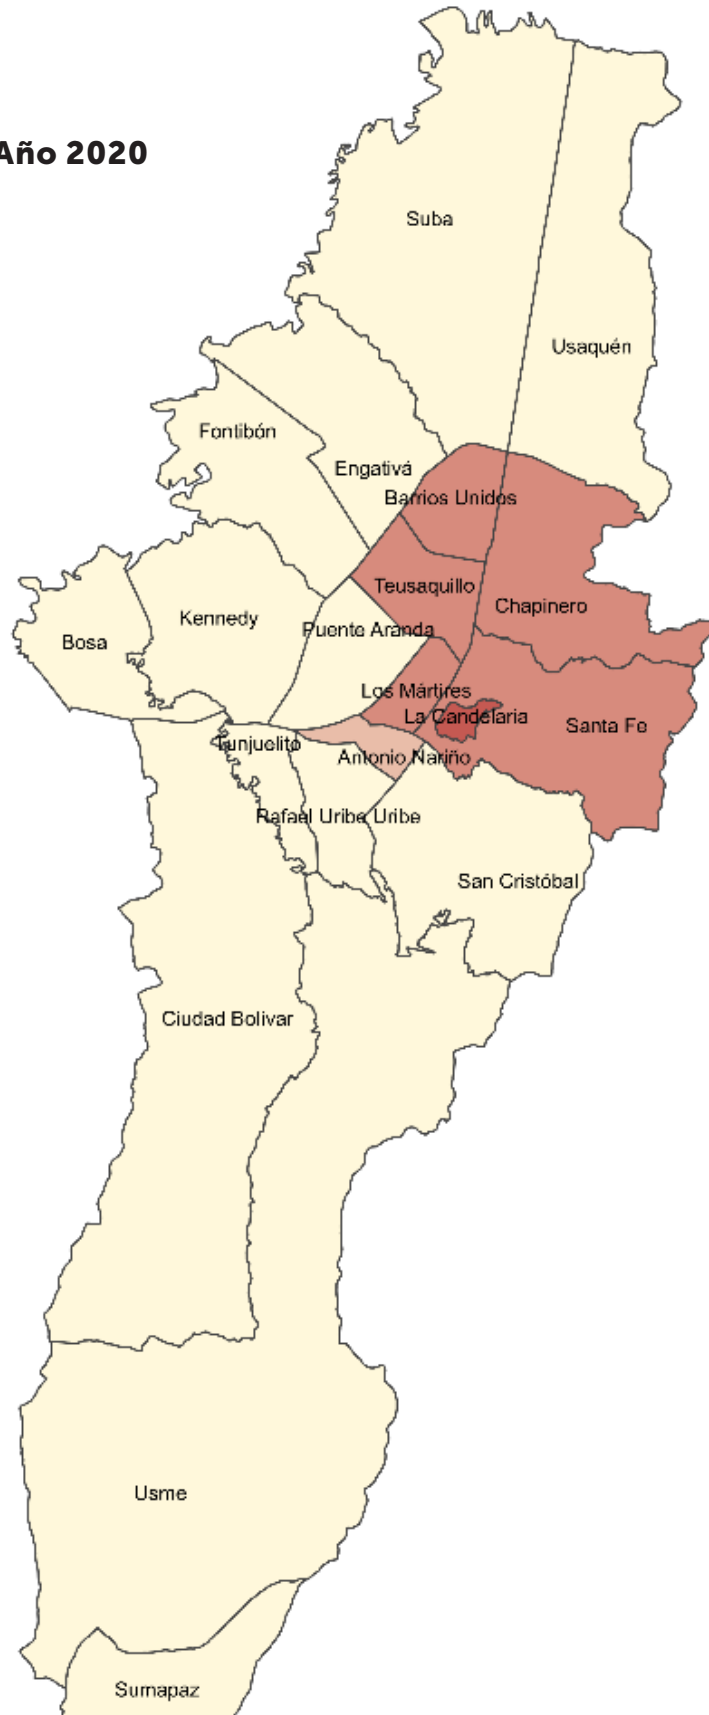 Año 2020
Suba
Usaquén
Fontibón
Engativá
Barrios Unidos
Teusaquillo
Chapinero
Kennedy
Puente Aranda
Bosa
Los Mártires
La Candelaria
Santa Fe
Tunjuelito
Antonio Nariño
Rafael Uribe Uribe
San Cristóbal
Ciudad Bolivar
Usme
Sumapaz